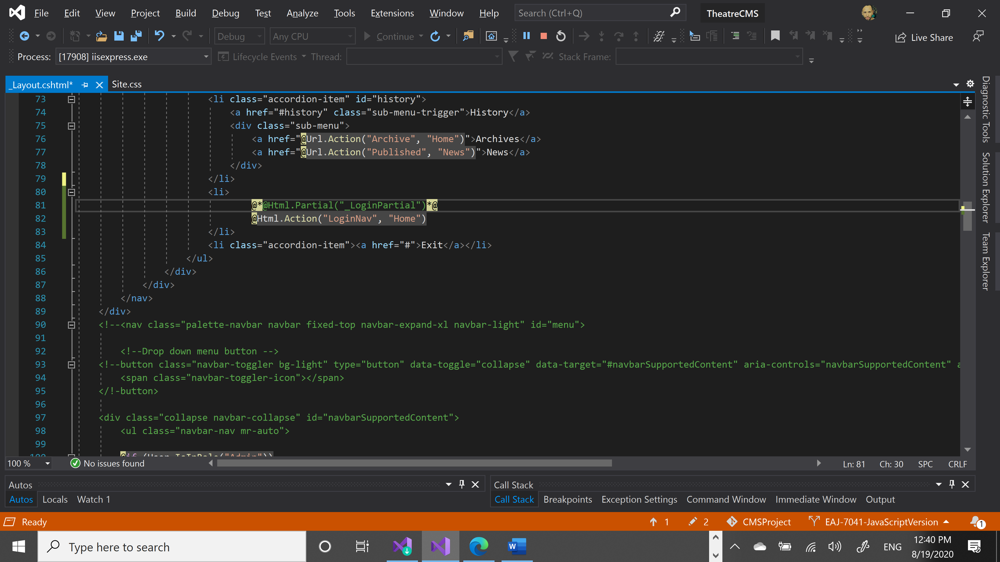 File Edit View Project Build Debug Test Analyze Tools Extensions Window Help Search (Ctrl+Q) TheatreCMS
Debug Any CPU Continue Live Share
Process: [17908] iisexpress.exe Lifecycle Events Thread: Stack Frame:
_Layout.cshtml* Site.css
73 <li class="accordion-item" id="history">
74 <a href="#history" class="sub-menu-trigger">History</a>
75 <div class="sub-menu">
76 <a href="@Url.Action("Archive", "Home")">Archives</a>
77 <a href="@Url.Action("Published", "News")">News</a>
78 </div>
79 </li>
80 <li>
81 @*@Html.Partial("_LoginPartial")*@
82 @Html.Action("LoginNav", "Home")
83 </li>
84 <li class="accordion-item"><a href="#">Exit</a></li>
85 </ul>
86 </div>
87 </div>
88 </nav>
89 </div>
90 <!--<nav class="palette-navbar navbar fixed-top navbar-expand-xl navbar-light" id="menu">
91
92 <!--Drop down menu button -->
93 <!--button class="navbar-toggler bg-light" type="button" data-toggle="collapse" data-target="#navbarSupportedContent" aria-controls="navbarSupportedContent"
94 <span class="navbar-toggler-icon"></span>
95 </!-button>
96
97 <div class="collapse navbar-collapse" id="navbarSupportedContent">
98 <ul class="navbar-nav mr-auto">
99
100 @if (User.IsInRole("Admin"))
Diagnostic Tools
Solution Explorer
Team Explorer
100 % No issues found Ln: 81 Ch: 30 SPC CRLF
Autos
Autos Locals Watch 1
Call Stack
Call Stack Breakpoints Exception Settings Command Window Immediate Window Output
Ready 1 2 CMSProject EAJ-7041-JavaScriptVersion 1
Type here to search W ENG 12:40 PM
8/19/2020